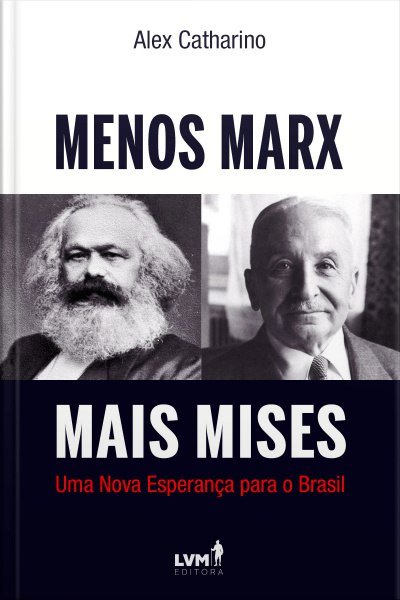 Alex Catharino
MENOS MARX
MAIS MISES
Uma Nova Esperança para o Brasil
LVM
EDITORA